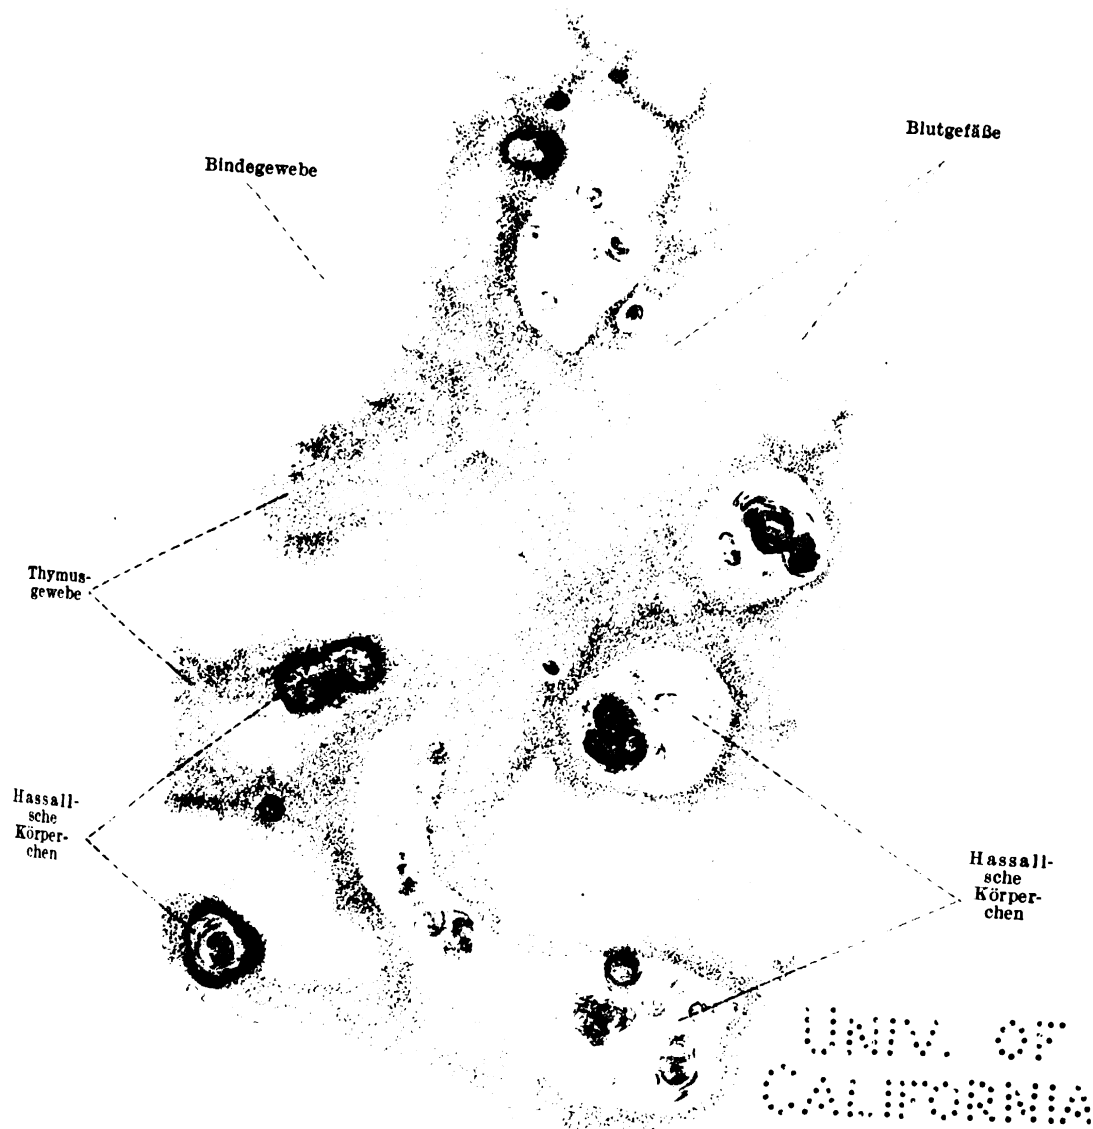 Blutgefäße
Bindegewebe
Thymus-
gewebe
Hassall-
sche
Körper-
chen
Hassall-
sche
Körper-
chen
UNIV. OF
CALIFORNIA